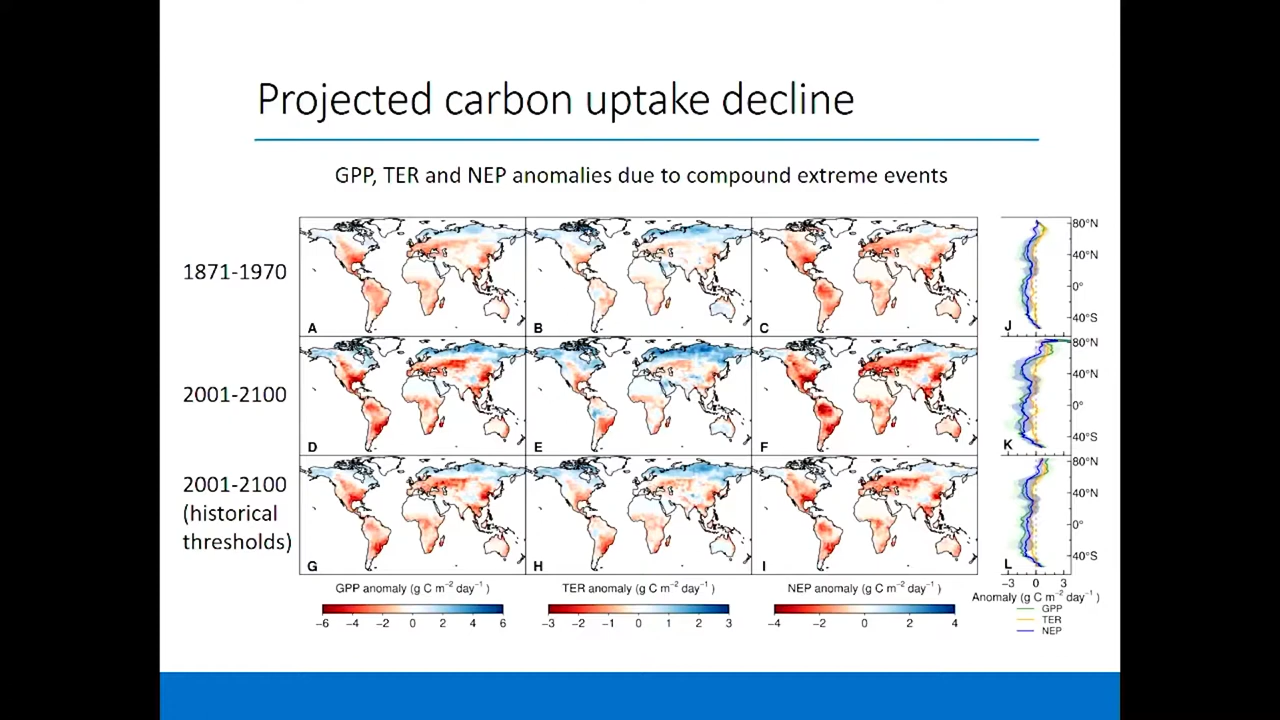 Projected carbon uptake decline
GPP, TER and NEP anomalies due to compound extreme events
1871-1970
A
B
C
J
80°N
40°N
0°
40°S
2001-2100
D
E
F
K
80°N
40°N
0°
40°S
2001-2100
(historical
thresholds)
G
H
I
L
80°N
40°N
0°
40°S
−3 0 3
GPP anomaly (g C m⁻² day⁻¹)
−6 −4 −2 0 2 4 6
TER anomaly (g C m⁻² day⁻¹)
−3 −2 −1 0 1 2 3
NEP anomaly (g C m⁻² day⁻¹)
−4 −2 0 2 4
Anomaly (g C m⁻² day⁻¹)
GPP
TER
NEP